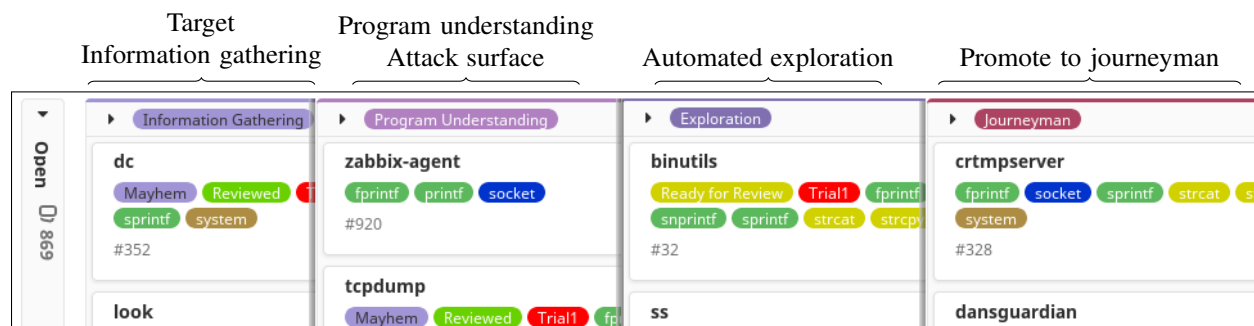 Target
Information gathering
Program understanding
Attack surface
Automated exploration
Promote to journeyman
Open
869
Information Gathering
dc
Mayhem Reviewed
sprintf system
#352
look
Program Understanding
zabbix-agent
fprintf printf socket
#920
tcpdump
Mayhem Reviewed Trial1
Exploration
binutils
Ready for Review Trial1 fprintf
snprintf sprintf strcat strcpy
#32
ss
Journeyman
crtmpserver
fprintf socket sprintf strcat
system
#328
dansguardian